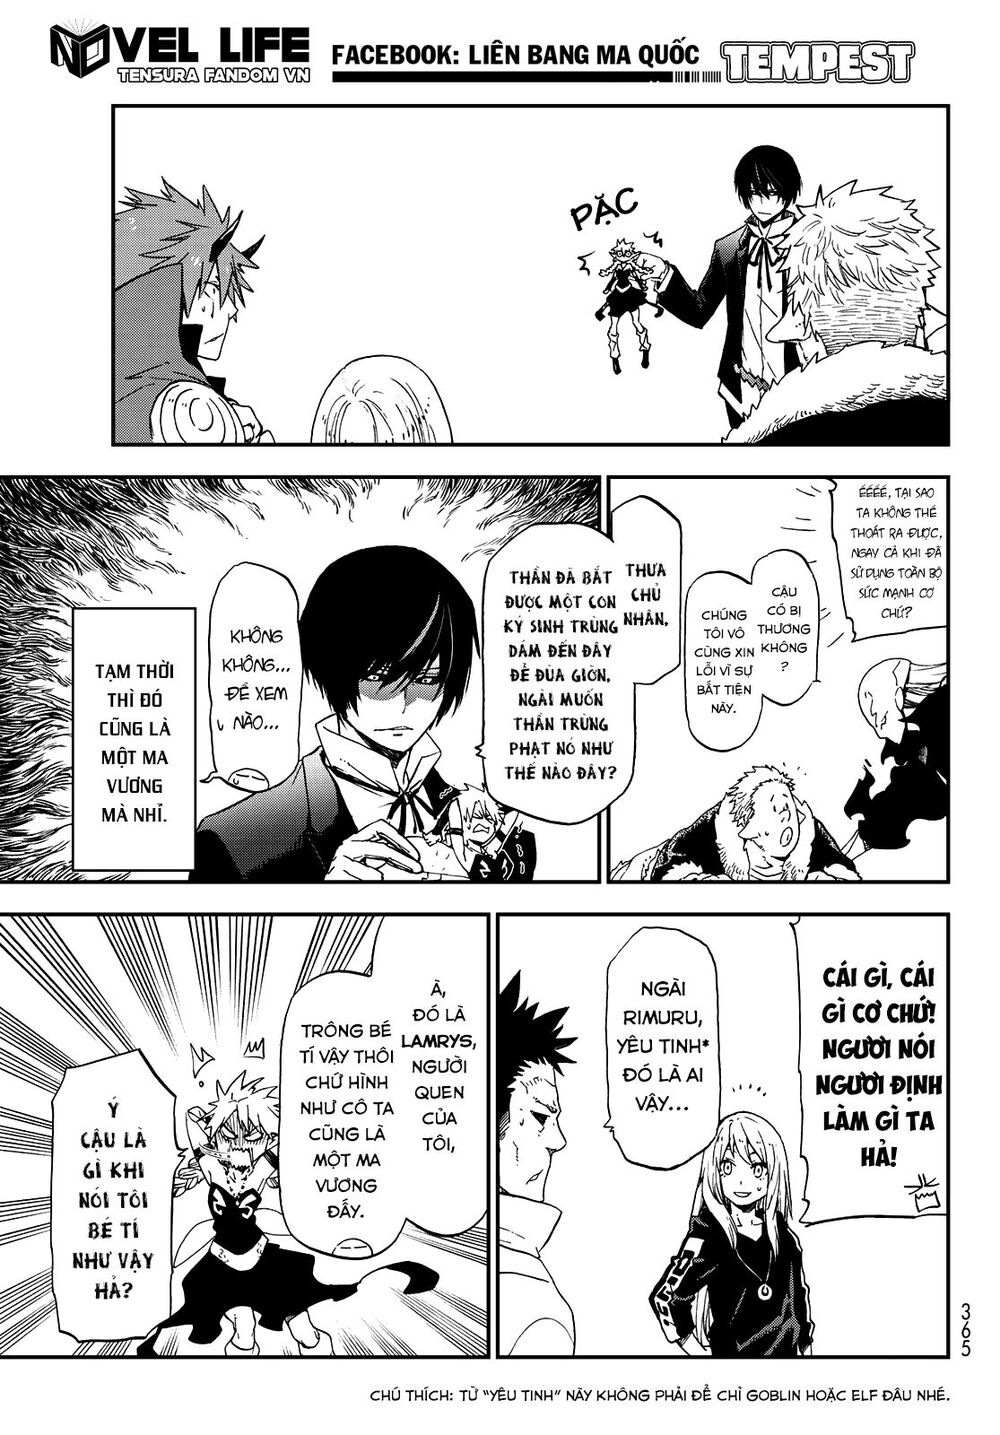 NOVEL LIFE
TENSURA FANDOM VN
FACEBOOK: LIÊN BANG MA QUỐC
TEMPEST
PẶC
ÉÉÉÉ, TẠI SAO
TA KHÔNG THỂ
THOÁT RA ĐƯỢC,
NGAY CẢ KHI ĐÃ
SỬ DỤNG TOÀN BỘ
SỨC MẠNH CƠ
CHỨ?
CẬU
CÓ BỊ
THƯƠNG
KHÔNG
?
CHÚNG
TÔI VÔ
CÙNG XIN
LỖI VÌ SỰ
BẤT TIỆN
NÀY.
THƯA
CHỦ
NHÂN,
THẦN ĐÃ BẮT
ĐƯỢC MỘT CON
KÝ SINH TRÙNG
DÁM ĐẾN ĐÂY
ĐỂ ĐÙA GIỠN,
NGÀI MUỐN
THẦN TRỪNG
PHẠT NÓ NHƯ
THẾ NÀO ĐÂY?
KHÔNG
KHÔNG...
ĐỂ XEM
NÀO...
TẠM THỜI
THÌ ĐÓ
CŨNG LÀ
MỘT MA
VƯƠNG
MÀ NHỈ.
CÁI GÌ, CÁI
GÌ CƠ CHỨ!
NGƯƠI NÓI
NGƯƠI ĐỊNH
LÀM GÌ TA
HẢ!
NGÀI
RIMURU,
YÊU TINH*
ĐÓ LÀ AI
VẬY...
À,
ĐÓ LÀ
LAMRYS,
NGƯỜI
QUEN
CỦA
TÔI,
TRÔNG BÉ
TÍ VẬY THÔI
CHỨ HÌNH
NHƯ CÔ TA
CŨNG LÀ
MỘT MA
VƯƠNG
ĐẤY.
Ý
CẬU LÀ
GÌ KHI
NÓI TÔI
BÉ TÍ
NHƯ VẬY
HẢ?
365
CHÚ THÍCH: TỪ "YÊU TINH" NÀY KHÔNG PHẢI ĐỂ CHỈ GOBLIN HOẶC ELF ĐÂU NHÉ.